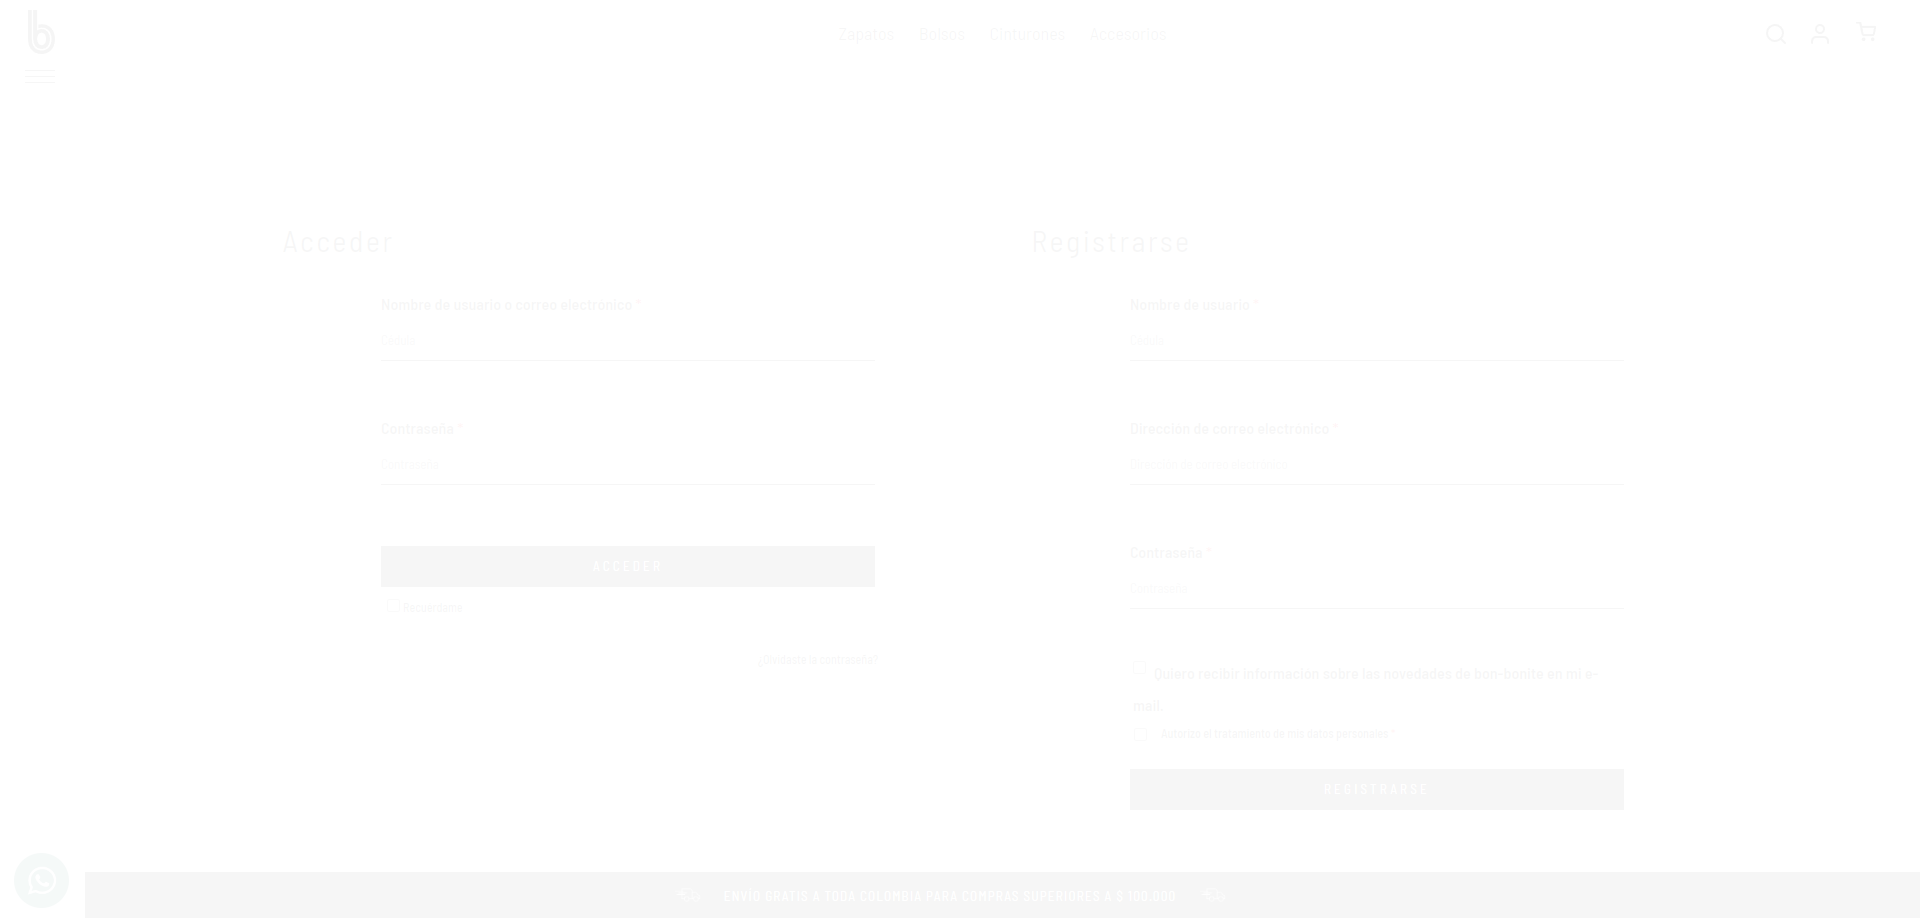 Zapatos Bolsos Cinturones Accesorios
Acceder
Registrarse
Nombre de usuario o correo electrónico *
Cédula
Contraseña *
Contraseña
ACCEDER
Recuérdame
¿Olvidaste la contraseña?
Nombre de usuario *
Cédula
Dirección de correo electrónico *
Dirección de correo electrónico
Contraseña *
Contraseña
Quiero recibir información sobre las novedades de bon-bonite en mi e-
mail.
Autorizo el tratamiento de mis datos personales *
REGISTRARSE
ENVÍO GRATIS A TODA COLOMBIA PARA COMPRAS SUPERIORES A $ 100.000